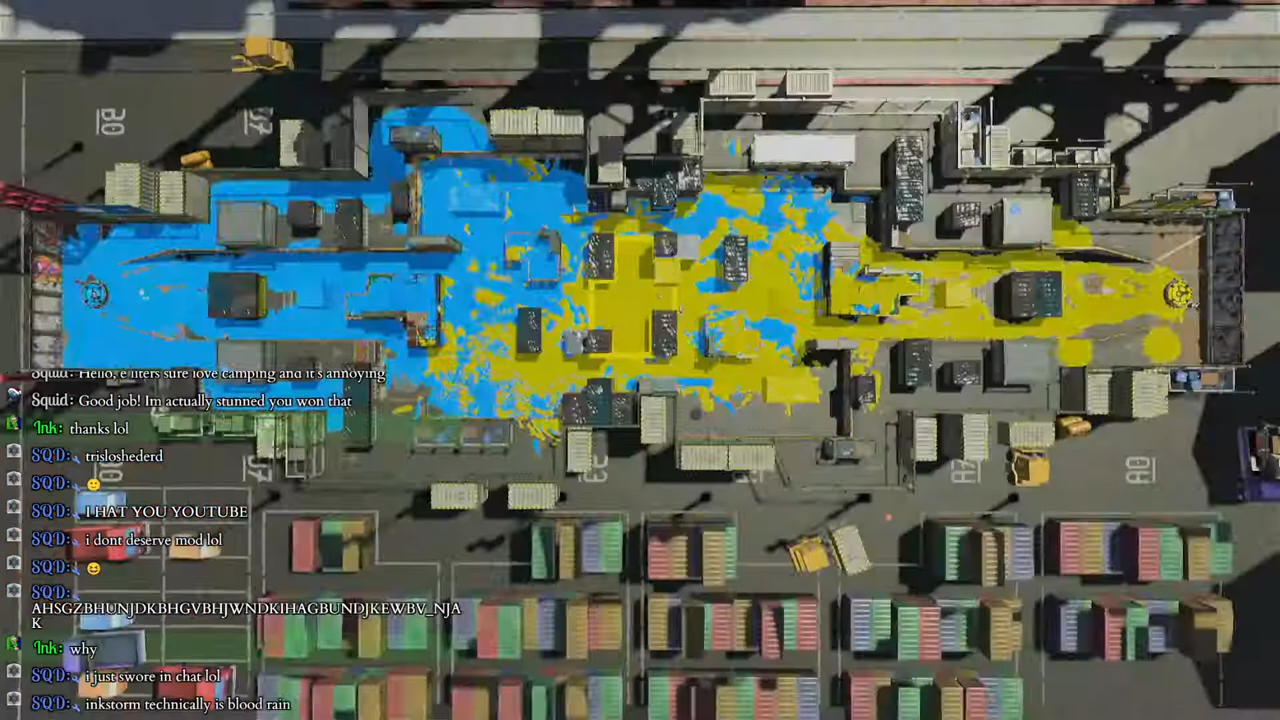 Squid: Hello, e liters sure love camping and it's annoying
Squid: Good job! Im actually stunned you won that
Ink: thanks lol
SQD: trisloshederd
SQD: 🙂
SQD: I HAT YOU YOUTUBE
SQD: i dont deserve mod lol
SQD: 😆
SQD:
AHSGZBHUNJDKBHGVBHJWNDKIHAGBUNDJKEWBV_NJA
K
Ink: why
SQD: i just swore in chat lol
SQD: inkstorm technically is blood rain